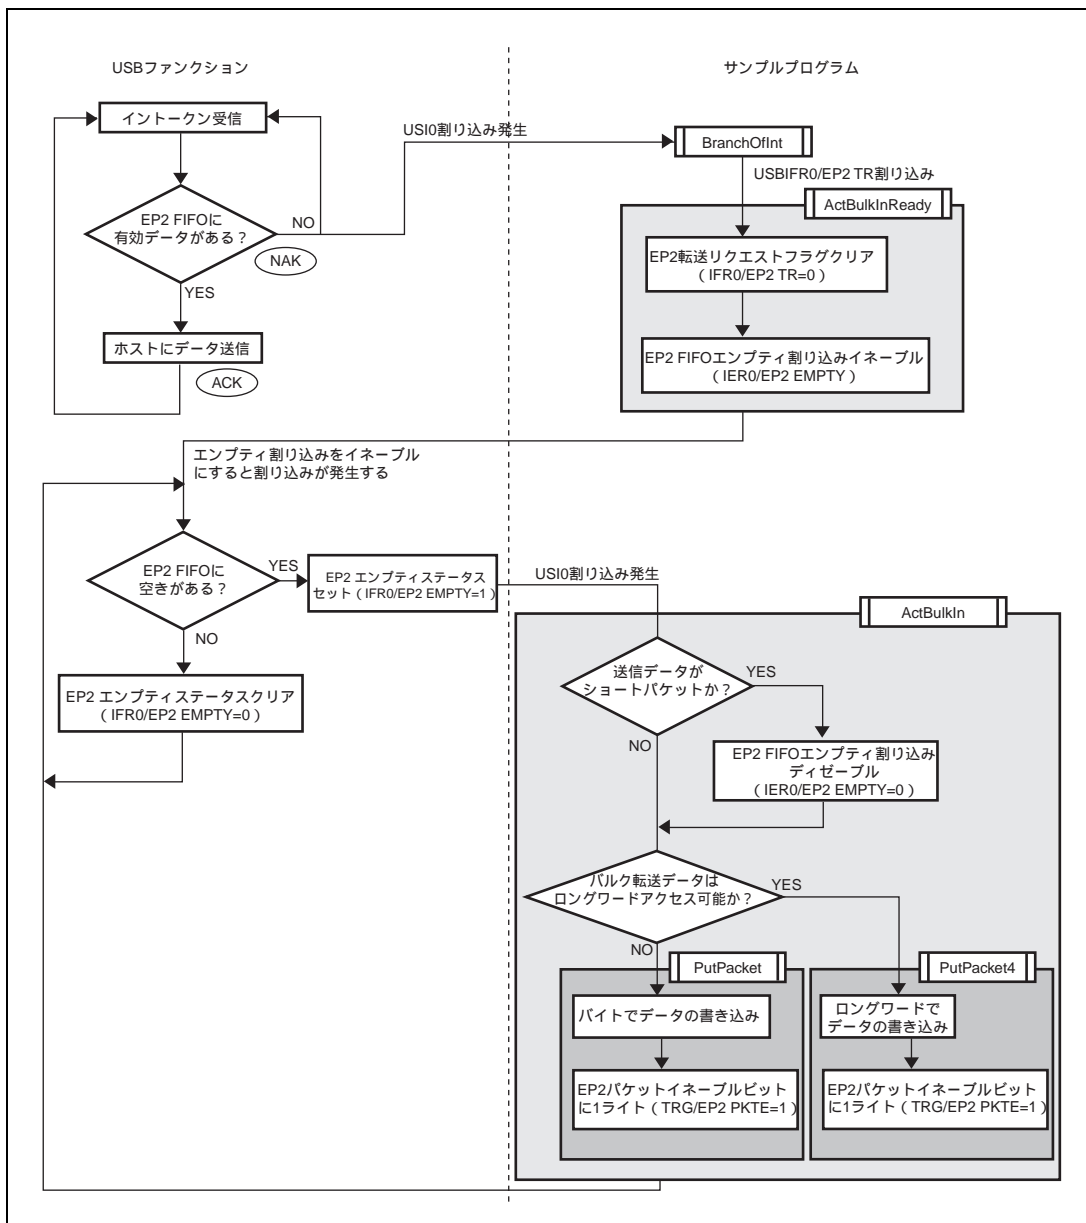 USBファンクション
サンプルプログラム
イントークン受信
USI0割り込み発生
BranchOfInt
USBIFR0/EP2 TR割り込み
ActBulkInReady
EP2 FIFOに
有効データがある？
NO
NAK
YES
ホストにデータ送信
ACK
EP2転送リクエストフラグクリア
（IFR0/EP2 TR=0）
EP2 FIFOエンプティ割り込みイネーブル
（IER0/EP2 EMPTY）
エンプティ割り込みをイネーブル
にすると割り込みが発生する
EP2 FIFOに
空きがある？
YES
EP2 エンプティステータス
セット（IFR0/EP2 EMPTY=1）
USI0割り込み発生
NO
EP2 エンプティステータスクリア
（IFR0/EP2 EMPTY=0）
ActBulkIn
送信データが
ショートパケットか？
YES
NO
EP2 FIFOエンプティ割り込み
ディゼーブル
（IER0/EP2 EMPTY=0）
バルク転送データは
ロングワードアクセス可能か？
YES
NO
PutPacket
バイトでデータの書き込み
EP2パケットイネーブルビット
に1ライト（TRG/EP2 PKTE=1）
PutPacket4
ロングワードで
データの書き込み
EP2パケットイネーブルビット
に1ライト（TRG/EP2 PKTE=1）